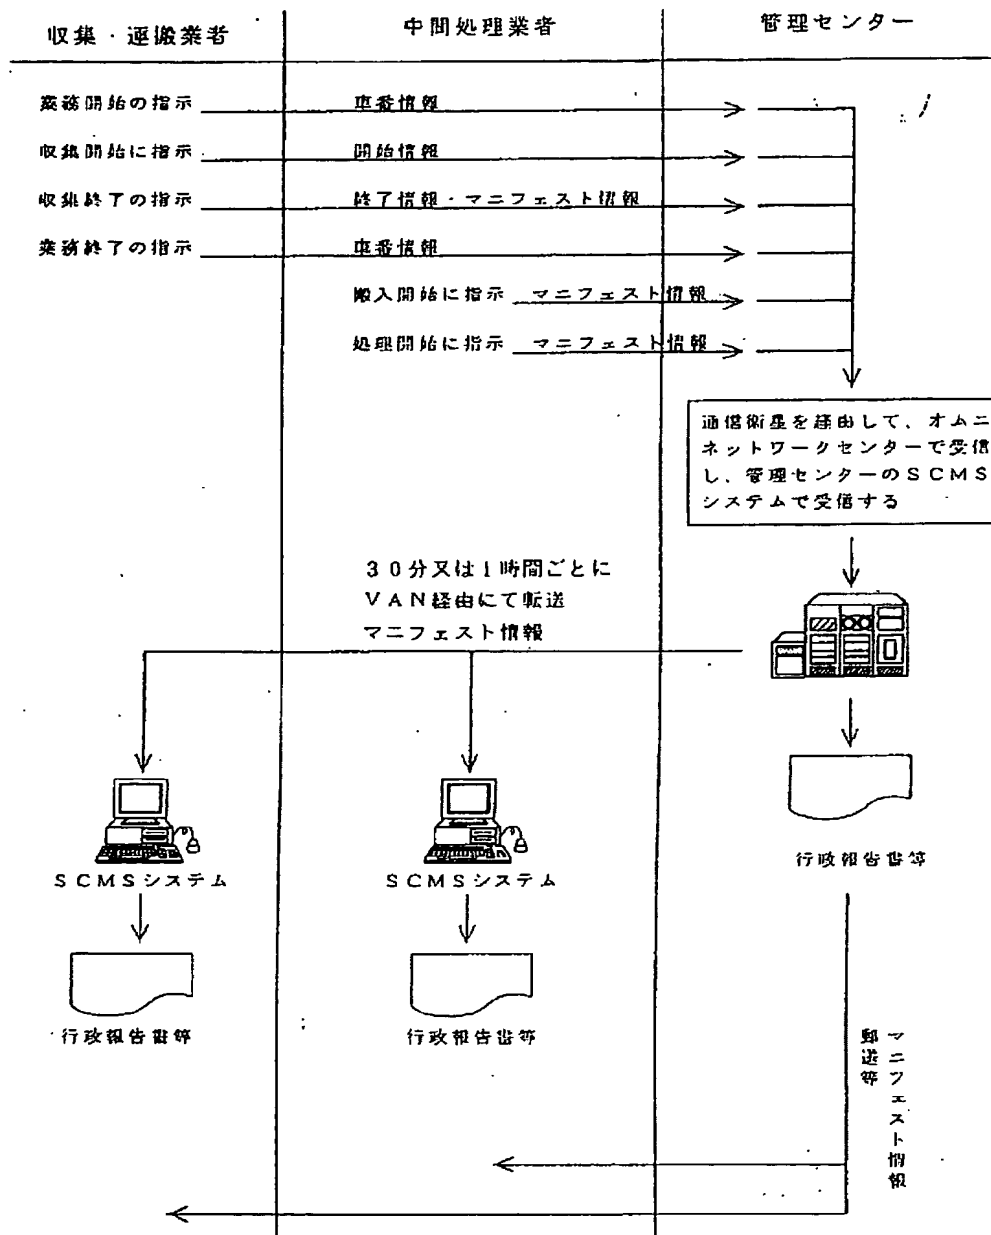 収集・運搬業者
中間処理業者
管理センター
業務開始の指示
車番情報
収集開始に指示
開始情報
収集終了の指示
終了情報・マニフェスト情報
業務終了の指示
車番情報
搬入開始に指示
マニフェスト情報
処理開始に指示
マニフェスト情報
通信衛星を経由して、オムニ
ネットワークセンターで受信
し、管理センターのSCMS
システムで受信する
30分又は1時間ごとに
VAN経由にて転送
マニフェスト情報
SCMSシステム
SCMSシステム
行政報告書等
行政報告書等
行政報告書等
マニフェスト情報
郵送等